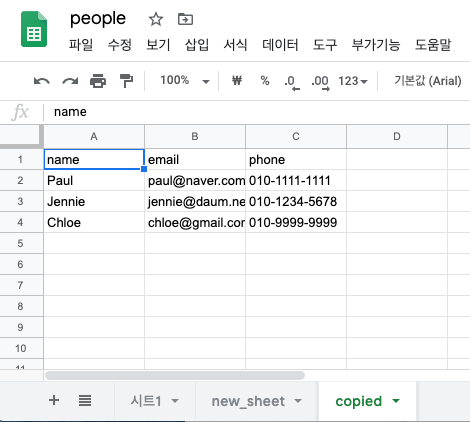 people
파일 수정 보기 삽입 서식 데이터 도구 부가기능 도움말
100% ₩ % .0 .00 123 기본값 (Arial)
fx name
A B C D
1 name email phone
2 Paul paul@naver.com 010-1111-1111
3 Jennie jennie@daum.ne 010-1234-5678
4 Chloe chloe@gmail.cor 010-9999-9999
5
6
7
8
9
10
11
시트1 new_sheet copied